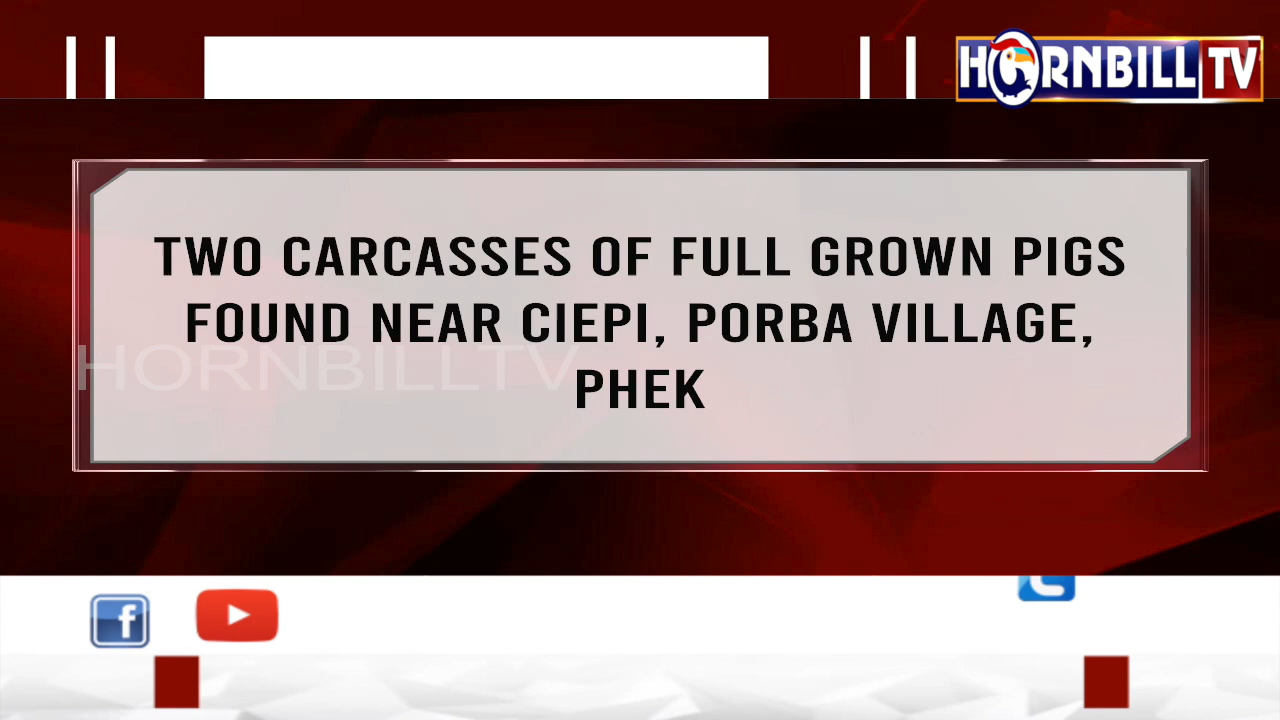 HORNBILL TV
TWO CARCASSES OF FULL GROWN PIGS
FOUND NEAR CIEPI, PORBA VILLAGE,
HORNBILLTV
PHEK
f